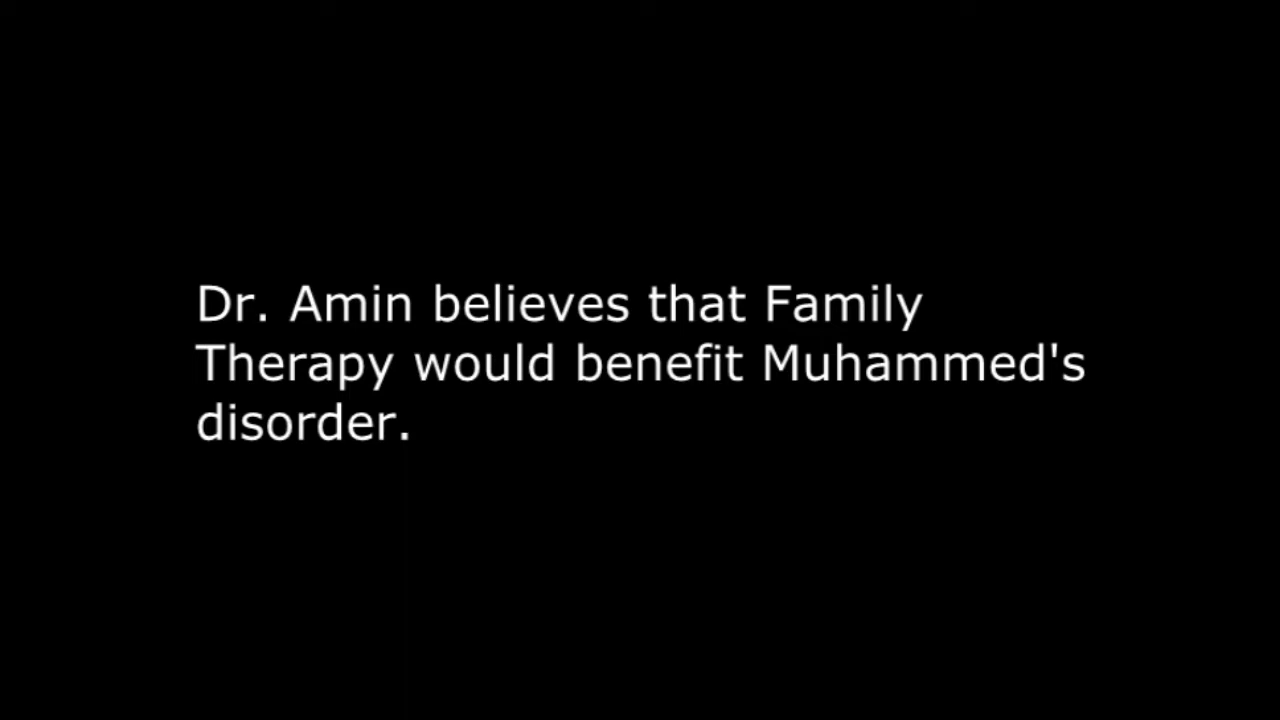 Dr. Amin believes that Family
Therapy would benefit Muhammed's
disorder.